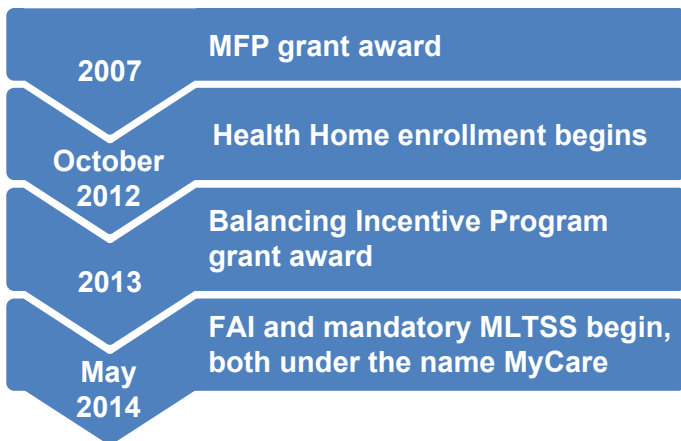 2007
MFP grant award
October
2012
Health Home enrollment begins
2013
Balancing Incentive Program
grant award
May
2014
FAI and mandatory MLTSS begin,
both under the name MyCare